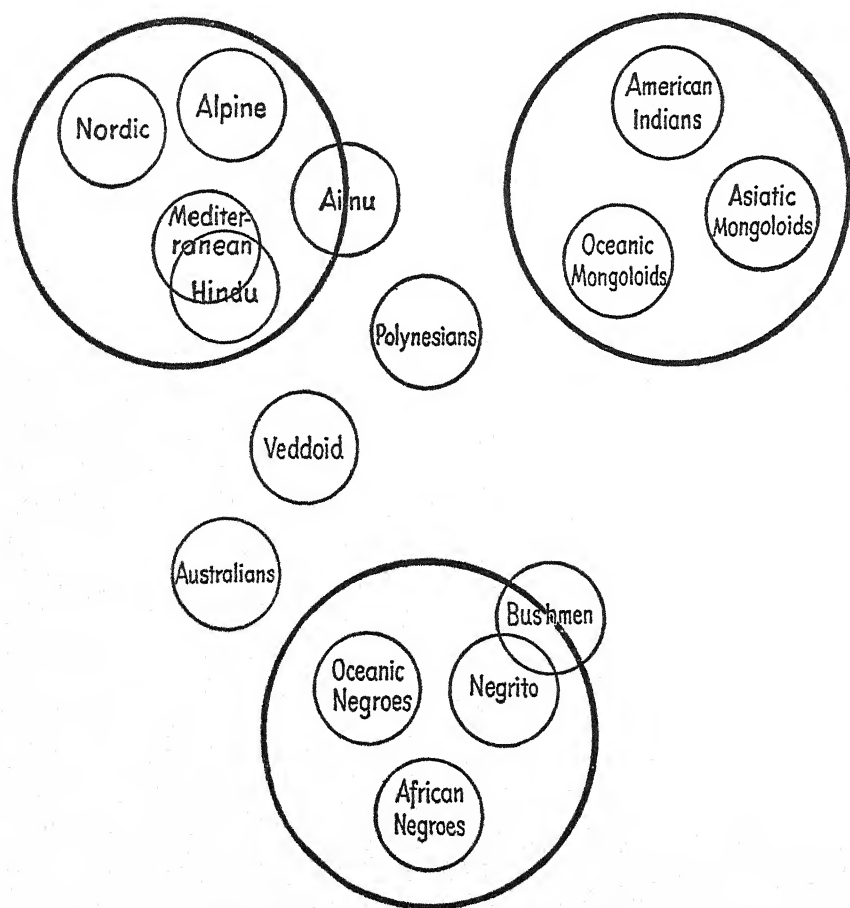 Nordic
Alpine
Ainu
Mediter-
ranean
Hindu
American
Indians
Asiatic
Mongoloids
Oceanic
Mongoloids
Polynesians
Veddoid
Australians
Bushmen
Oceanic
Negroes
Negrito
African
Negroes